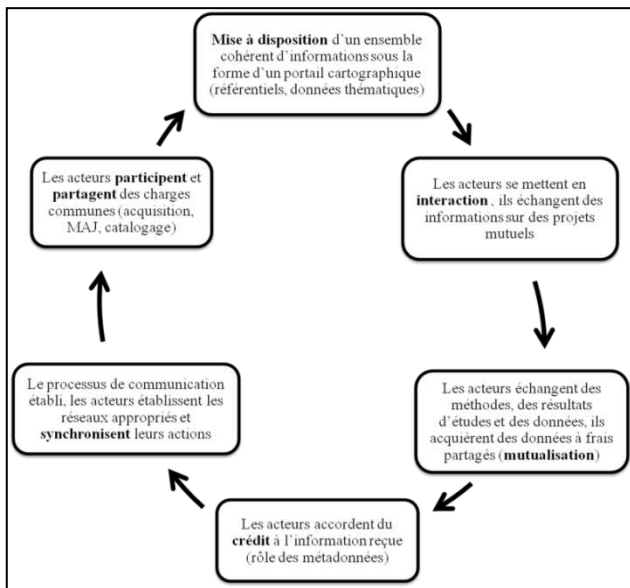 Mise à disposition d'un ensemble
cohérent d'informations sous la
forme d'un portail cartographique
(référentiels, données thématiques)
Les acteurs se mettent en
interaction , ils échangent des
informations sur des projets
mutuels
Les acteurs échangent des
méthodes, des résultats
d'études et des données, ils
acquièrent des données à frais
partagés (mutualisation)
Les acteurs accordent du
crédit à l'information reçue
(rôle des métadonnées)
Le processus de communication
établi, les acteurs établissent les
réseaux appropriés et
synchronisent leurs actions
Les acteurs participent et
partagent des charges
communes (acquisition,
MAJ, catalogage)